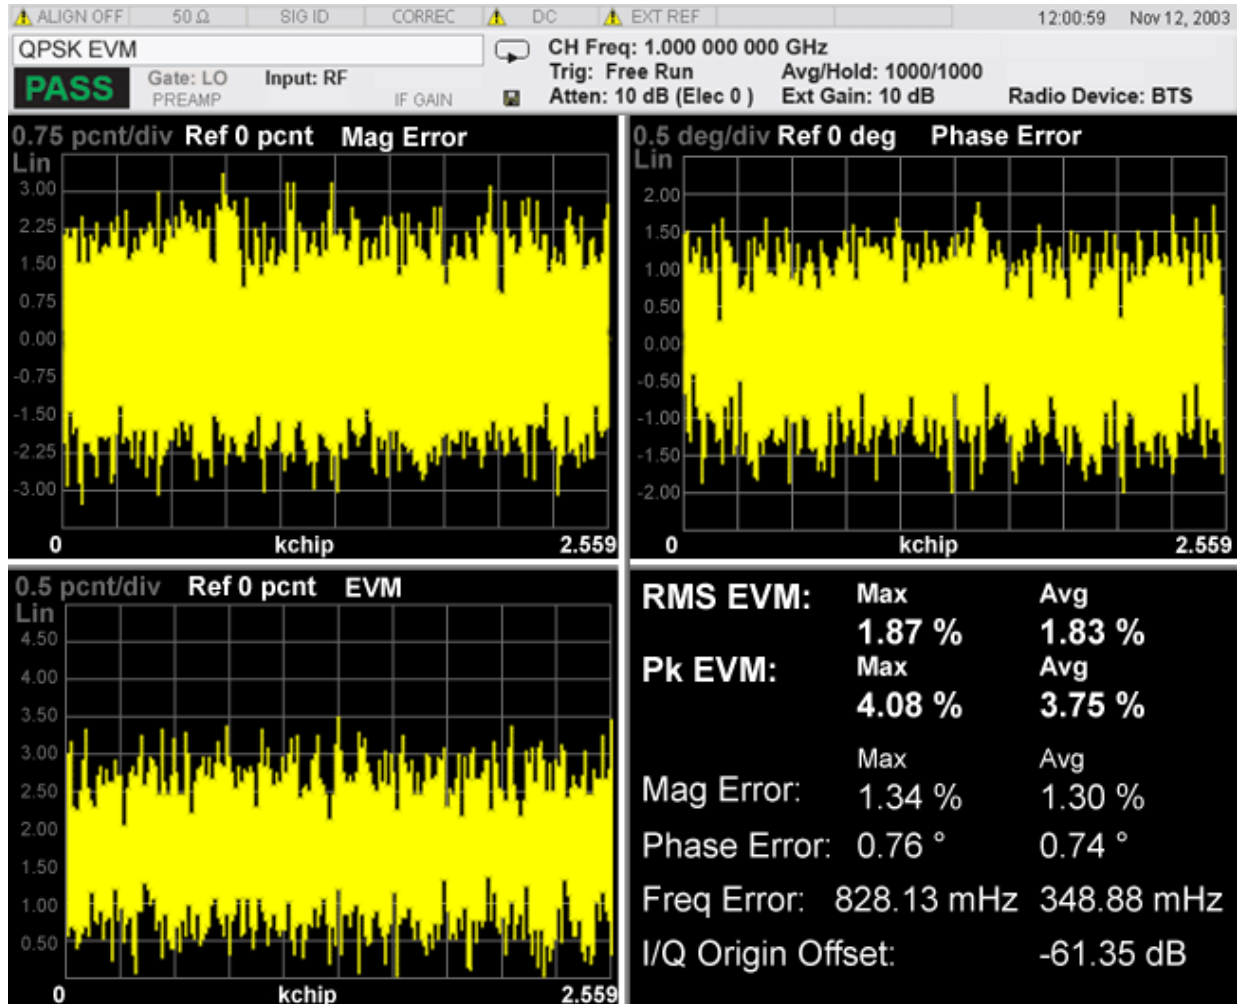 ALIGN OFF 50 Ω SIG ID CORREC DC EXT REF 12:00:59 Nov 12, 2003
QPSK EVM
CH Freq: 1.000 000 000 GHz
PASS Gate: LO Input: RF Trig: Free Run Avg/Hold: 1000/1000
PREAMP IF GAIN Atten: 10 dB (Elec 0 ) Ext Gain: 10 dB Radio Device: BTS
0.75 pcnt/div Ref 0 pcnt Mag Error
Lin
3.00
2.25
1.50
0.75
0.00
-0.75
-1.50
-2.25
-3.00
0 kchip 2.559
0.5 deg/div Ref 0 deg Phase Error
Lin
2.00
1.50
1.00
0.50
0.00
-0.50
-1.00
-1.50
-2.00
0 kchip 2.559
0.5 pcnt/div Ref 0 pcnt EVM
Lin
4.50
4.00
3.50
3.00
2.50
2.00
1.50
1.00
0.50
0 kchip 2.559
RMS EVM: Max Avg
1.87 % 1.83 %
Pk EVM: Max Avg
4.08 % 3.75 %
Max Avg
Mag Error: 1.34 % 1.30 %
Phase Error: 0.76 ° 0.74 °
Freq Error: 828.13 mHz 348.88 mHz
I/Q Origin Offset: -61.35 dB